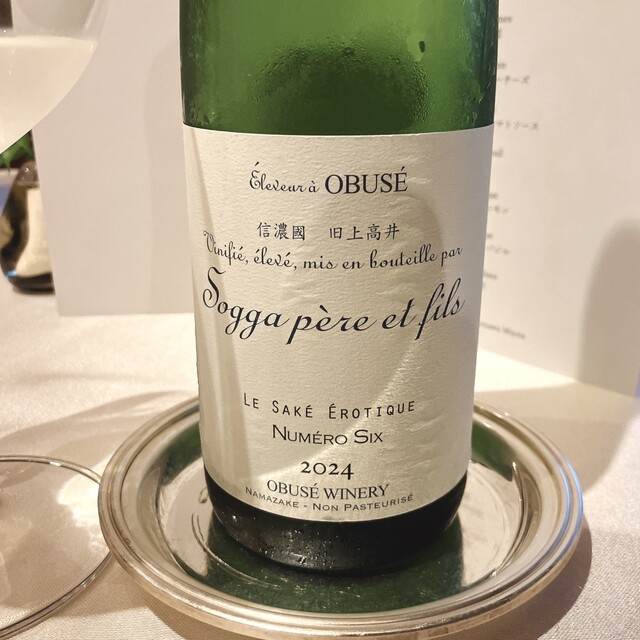 Éleveur à OBUSÉ
信濃國 旧上高井
Vinifié, élevé, mis en bouteille par
Sogga père et fils
LE SAKÉ ÉROTIQUE
NUMÉRO SIX
2024
OBUSÉ WINERY
NAMAZAKE - NON PASTEURISÉ